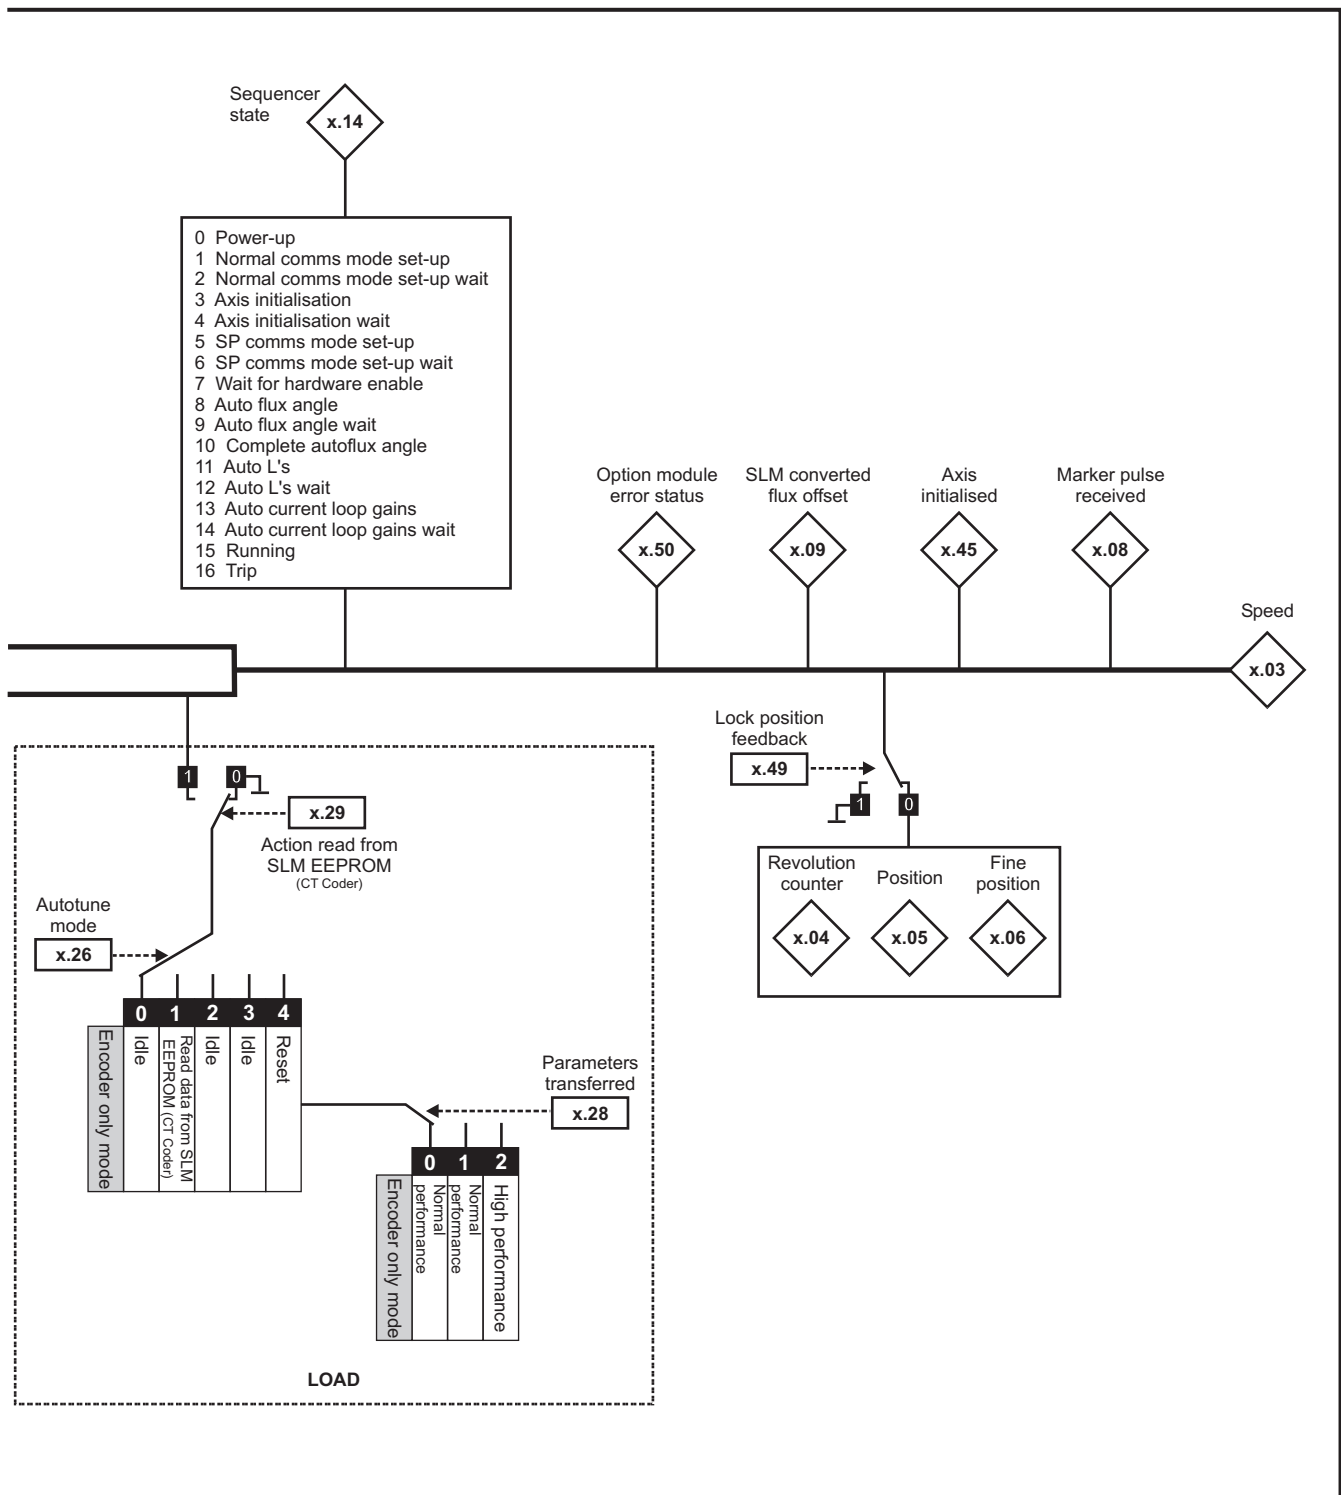 Sequencer
state
x.14
0 Power-up
1 Normal comms mode set-up
2 Normal comms mode set-up wait
3 Axis initialisation
4 Axis initialisation wait
5 SP comms mode set-up
6 SP comms mode set-up wait
7 Wait for hardware enable
8 Auto flux angle
9 Auto flux angle wait
10 Complete autoflux angle
11 Auto L's
12 Auto L's wait
13 Auto current loop gains
14 Auto current loop gains wait
15 Running
16 Trip
Option module
error status
x.50
SLM converted
flux offset
x.09
Axis
initialised
x.45
Marker pulse
received
x.08
Speed
x.03
Lock position
feedback
x.49
1 0
Revolution
counter
x.04
Position
x.05
Fine
position
x.06
1 0
x.29
Action read from
SLM EEPROM
(CT Coder)
Autotune
mode
x.26
0 1 2 3 4
Encoder only mode
Idle
Read data from SLM
EEPROM (CT Coder)
Idle
Idle
Reset
Parameters
transferred
x.28
0 1 2
Encoder only mode
Normal
performance
Normal
performance
High performance
LOAD